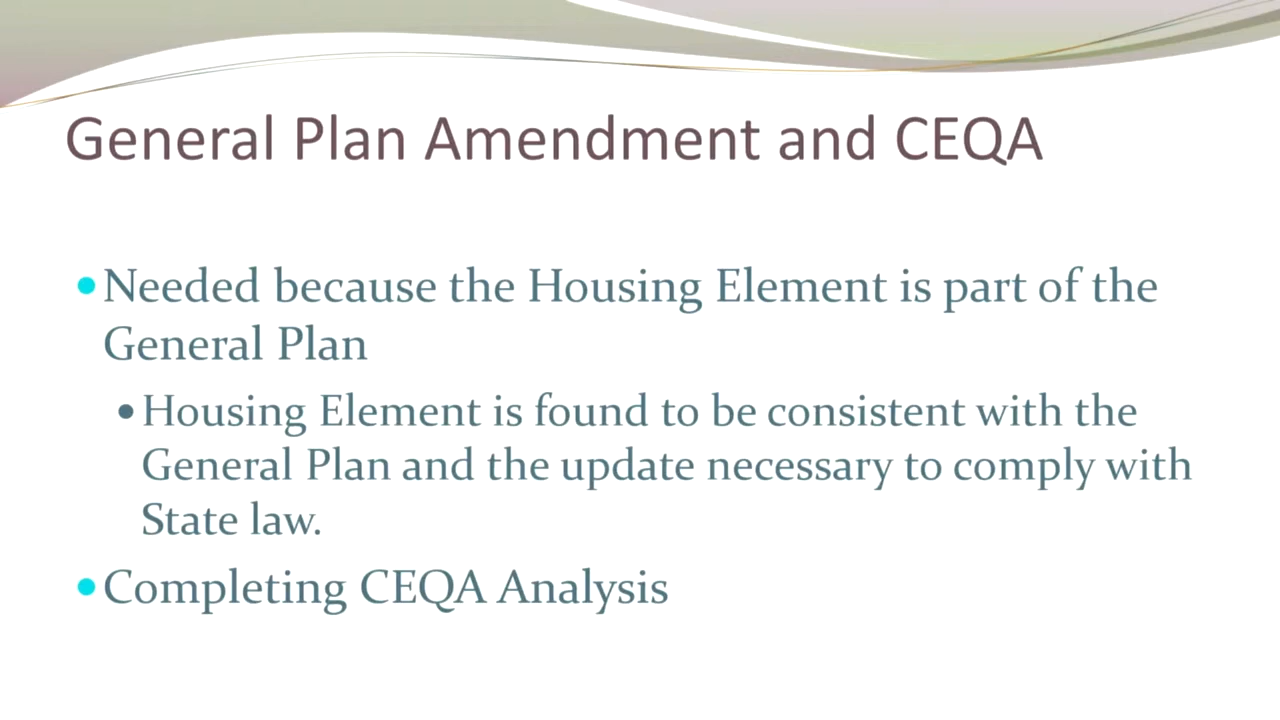 General Plan Amendment and CEQA
•Needed because the Housing Element is part of the
General Plan
•Housing Element is found to be consistent with the
General Plan and the update necessary to comply with
State law.
•Completing CEQA Analysis